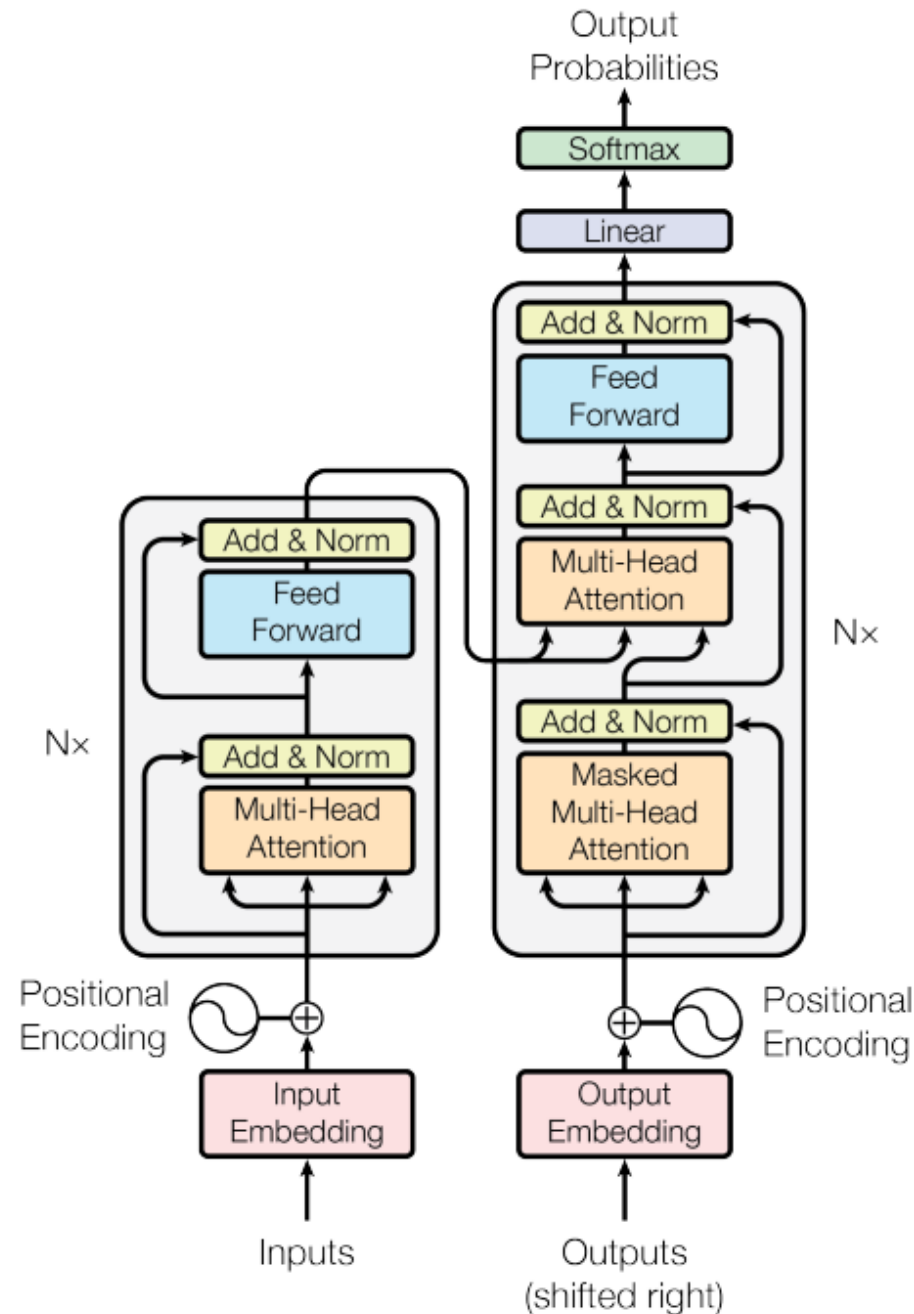 Output
Probabilities
Softmax
Linear
Add & Norm
Feed
Forward
Add & Norm
Multi-Head
Attention
Add & Norm
Masked
Multi-Head
Attention
Nx
Add & Norm
Feed
Forward
Add & Norm
Multi-Head
Attention
Nx
Positional
Encoding
Positional
Encoding
Input
Embedding
Output
Embedding
Inputs
Outputs
(shifted right)